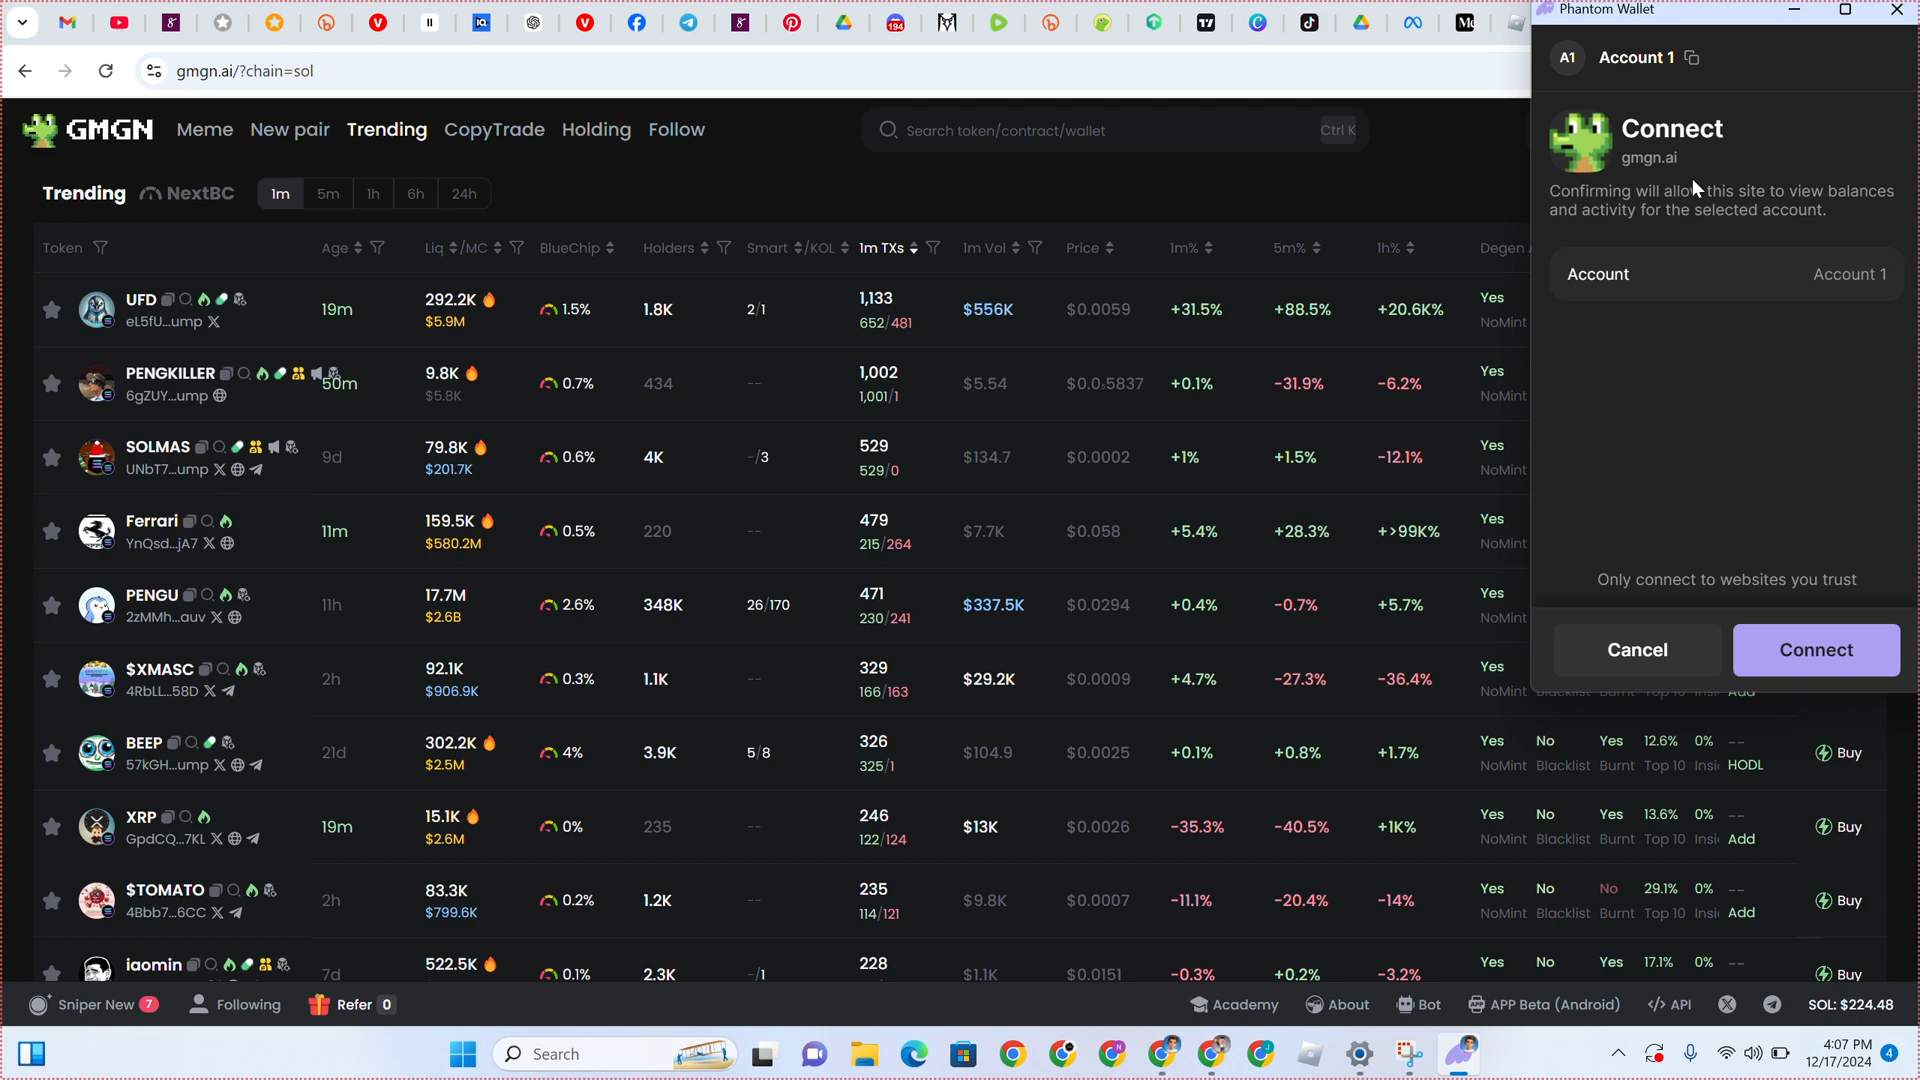 Phantom Wallet
gmgn.ai/?chain=sol
A1 Account 1
GMGN Meme New pair Trending CopyTrade Holding Follow
Search token/contract/wallet Ctrl K
Connect
gmgn.ai
Confirming will allow this site to view balances
and activity for the selected account.
Account Account 1
Only connect to websites you trust
Cancel Connect
Trending NextBC 1m 5m 1h 6h 24h
Token Age Liq /MC BlueChip Holders Smart /KOL 1m TXs 1m Vol Price 1m% 5m% 1h% Degen
UFD 19m 292.2K 1.5% 1.8K 2/1 1,133 $556K $0.0059 +31.5% +88.5% +20.6K% Yes
eL5fU...ump $5.9M 652/481 NoMint
PENGKILLER 50m 9.8K 0.7% 434 -- 1,002 $5.54 $0.0₅5837 +0.1% -31.9% -6.2% Yes
6gZUY...ump $5.8K 1,001/1 NoMint
SOLMAS 9d 79.8K 0.6% 4K -/3 529 $134.7 $0.0002 +1% +1.5% -12.1% Yes
UNbT7...ump $201.7K 529/0 NoMint
Ferrari 11m 159.5K 0.5% 220 -- 479 $7.7K $0.058 +5.4% +28.3% +>99K% Yes
YnQsd...jA7 $580.2M 215/264 NoMint
PENGU 11h 17.7M 2.6% 348K 26/170 471 $337.5K $0.0294 +0.4% -0.7% +5.7% Yes
2zMMh...auv $2.6B 230/241 NoMint
$XMASC 2h 92.1K 0.3% 1.1K -- 329 $29.2K $0.0009 +4.7% -27.3% -36.4% Yes
4RbLL...58D $906.9K 166/163 NoMint Blacklist Burnt Top 10 Insi Add
BEEP 21d 302.2K 4% 3.9K 5/8 326 $104.9 $0.0025 +0.1% +0.8% +1.7% Yes No Yes 12.6% 0% -- Buy
57kGH...ump $2.5M 325/1 NoMint Blacklist Burnt Top 10 Insi HODL
XRP 19m 15.1K 0% 235 -- 246 $13K $0.0026 -35.3% -40.5% +1K% Yes No Yes 13.6% 0% -- Buy
GpdCQ...7KL $2.6M 122/124 NoMint Blacklist Burnt Top 10 Insi Add
$TOMATO 2h 83.3K 0.2% 1.2K -- 235 $9.8K $0.0007 -11.1% -20.4% -14% Yes No No 29.1% 0% -- Buy
4Bbb7...6CC $799.6K 114/121 NoMint Blacklist Burnt Top 10 Insi Add
iaomin 7d 522.5K 0.1% 2.3K -/1 228 $1.1K $0.0151 -0.3% +0.2% -3.2% Yes No Yes 17.1% 0% -- Buy
Sniper New 7 Following Refer 0 Academy About Bot APP Beta (Android) API SOL: $224.48
Search
4:07 PM
12/17/2024
4